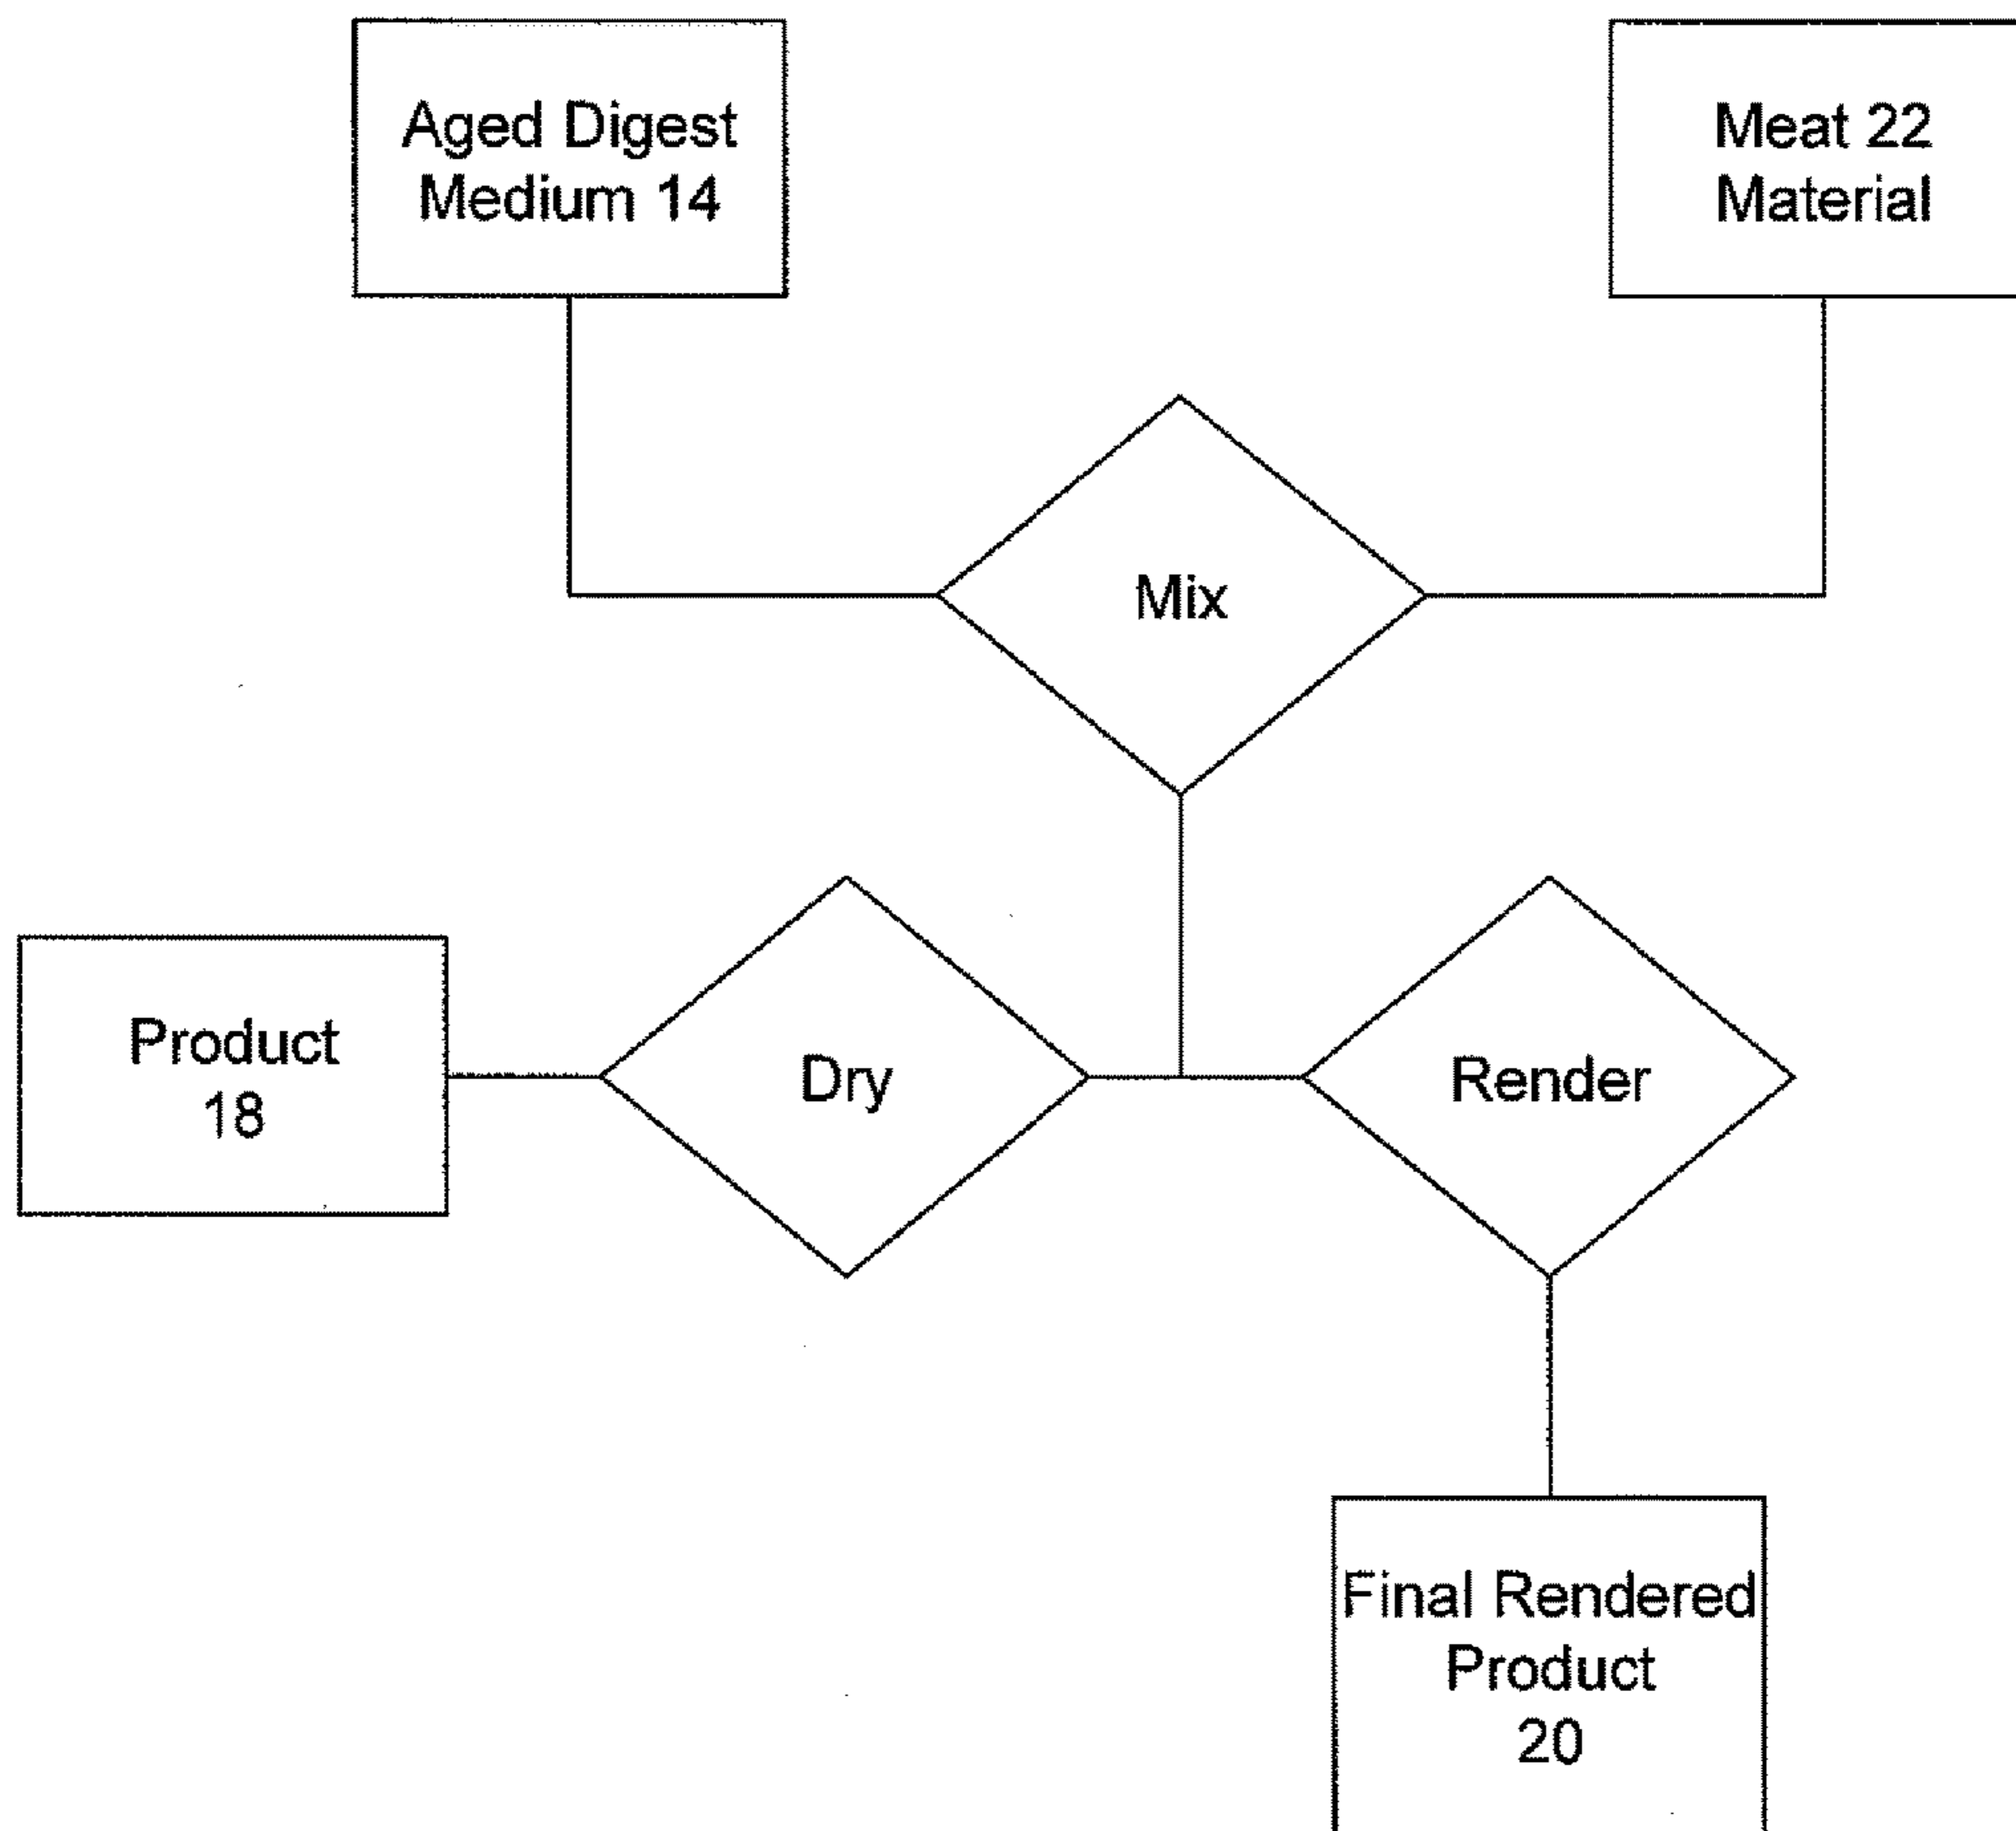 Aged Digest
Medium 14
Meat 22
Material
Mix
Product
18
Dry
Render
Final Rendered
Product
20